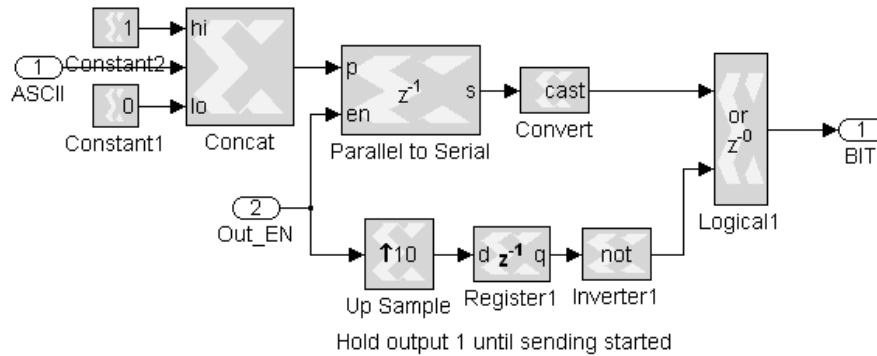 1
hi
Constant2
1
ASCII
0
lo
Constant1
Concat
p
z-1
s
en
Parallel to Serial
cast
Convert
or
z-0
Logical1
1
BIT
2
Out_EN
↑10
Up Sample
d z-1 q
Register1
not
Inverter1
Hold output 1 until sending started